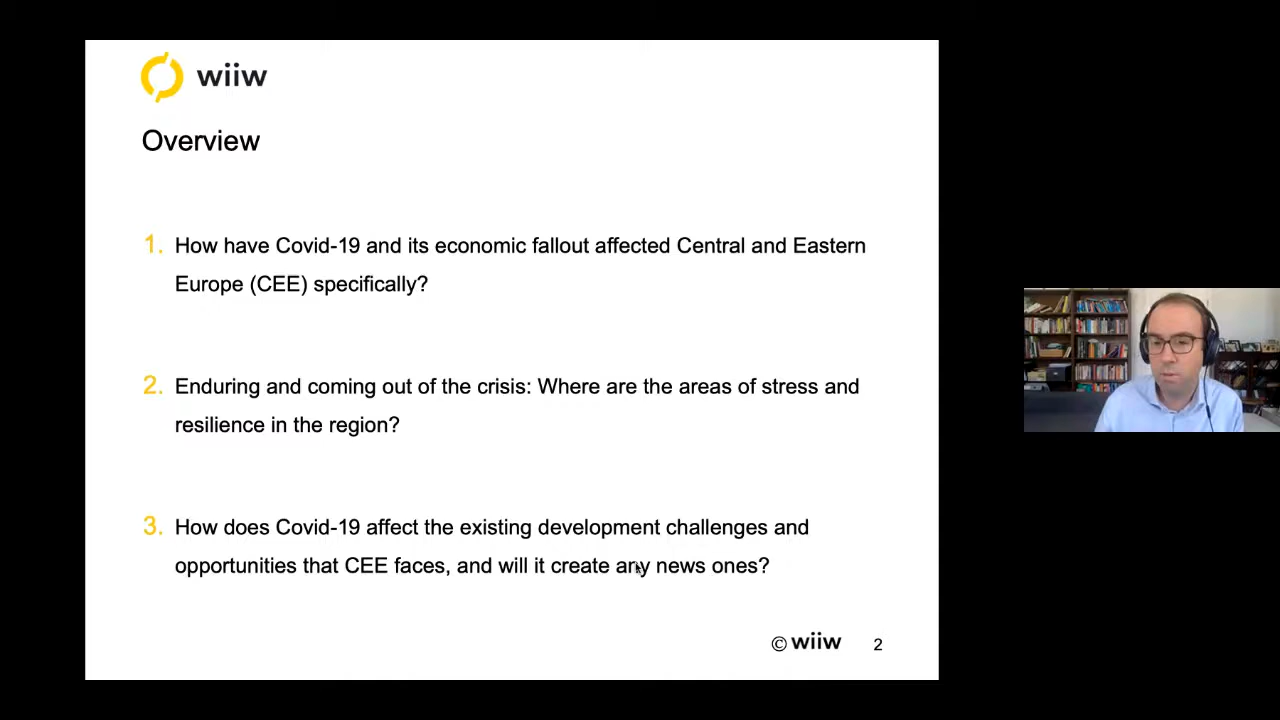 wiiw
Overview
1. How have Covid-19 and its economic fallout affected Central and Eastern
Europe (CEE) specifically?
2. Enduring and coming out of the crisis: Where are the areas of stress and
resilience in the region?
3. How does Covid-19 affect the existing development challenges and
opportunities that CEE faces, and will it create any news ones?
© wiiw 2